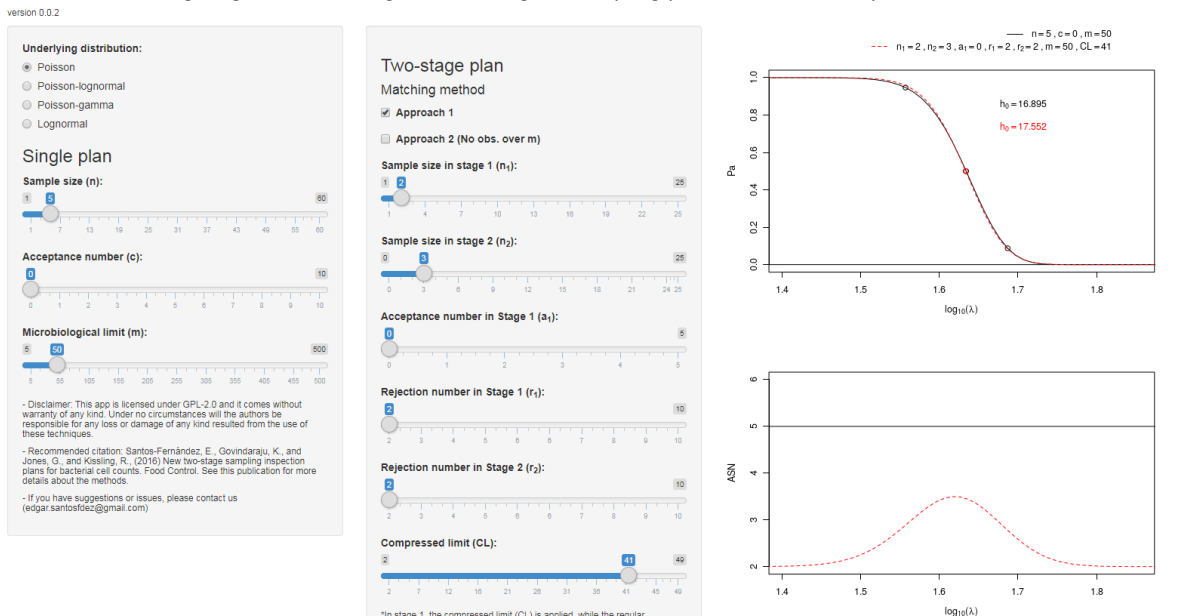 version 0.0.2
Underlying distribution:
Poisson
Poisson-lognormal
Poisson-gamma
Lognormal
Single plan
Sample size (n):
1 5 60
1 7 13 19 25 31 37 43 49 55 60
Acceptance number (c):
0 10
0 1 2 3 4 5 6 7 8 9 10
Microbiological limit (m):
5 50 500
5 55 105 155 205 255 305 355 405 455 500
- Disclaimer: This app is licensed under GPL-2.0 and it comes without
warranty of any kind. Under no circumstances will the authors be
responsible for any loss or damage of any kind resulted from the use of
these techniques.
- Recommended citation: Santos-Fernández, E., Govindaraju, K., and
Jones, G., and Kissling, R., (2016) New two-stage sampling inspection
plans for bacterial cell counts. Food Control. See this publication for more
details about the methods.
- If you have suggestions or issues, please contact us
(edgar.santosfdez@gmail.com)
Two-stage plan
Matching method
Approach 1
Approach 2 (No obs. over m)
Sample size in stage 1 (n₁):
1 2 25
1 4 7 10 13 16 19 22 25
Sample size in stage 2 (n₂):
0 3 25
0 3 6 9 12 15 18 21 24 25
Acceptance number in Stage 1 (a₁):
0 5
0 1 2 3 4 5
Rejection number in Stage 1 (r₁):
2 10
2 3 4 5 6 7 8 9 10
Rejection number in Stage 2 (r₂):
2 10
2 3 4 5 6 7 8 9 10
Compressed limit (CL):
2 41 49
2 7 12 16 21 26 31 36 41 45 49
*In stage 1, the compressed limit (CL) is applied, while the regular
n = 5 , c = 0 , m = 50
n₁ = 2 , n₂ = 3 , a₁ = 0 , r₁ = 2 , r₂ = 2 , m = 50 , CL = 41
h₀ = 16.895
h₀ = 17.552
Pa
1.0
0.8
0.6
0.4
0.2
0.0
1.4 1.5 1.6 1.7 1.8
log₁₀(λ)
ASN
6
5
4
3
2
1.4 1.5 1.6 1.7 1.8
log₁₀(λ)